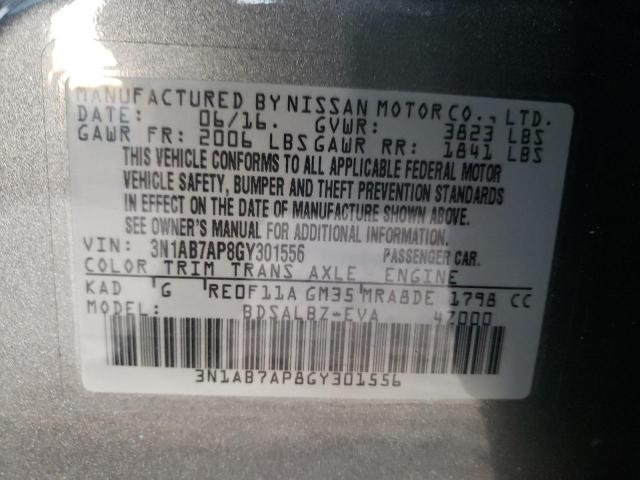 MANUFACTURED BY NISSAN MOTOR CO., LTD.
DATE: 06/16. GVWR: 3823 LBS
GAWR FR: 2006 LBS GAWR RR: 1841 LBS
THIS VEHICLE CONFORMS TO ALL APPLICABLE FEDERAL MOTOR
VEHICLE SAFETY, BUMPER AND THEFT PREVENTION STANDARDS
IN EFFECT ON THE DATE OF MANUFACTURE SHOWN ABOVE.
SEE OWNER'S MANUAL FOR ADDITIONAL INFORMATION.
VIN: 3N1AB7AP8GY301556 PASSENGER CAR.
COLOR TRIM TRANS AXLE ENGINE
KAD G RE0F11A GM35 MRA8DE 1798 CC
MODEL: BDSALBZ-EVA 47000
3N1AB7AP8GY301556